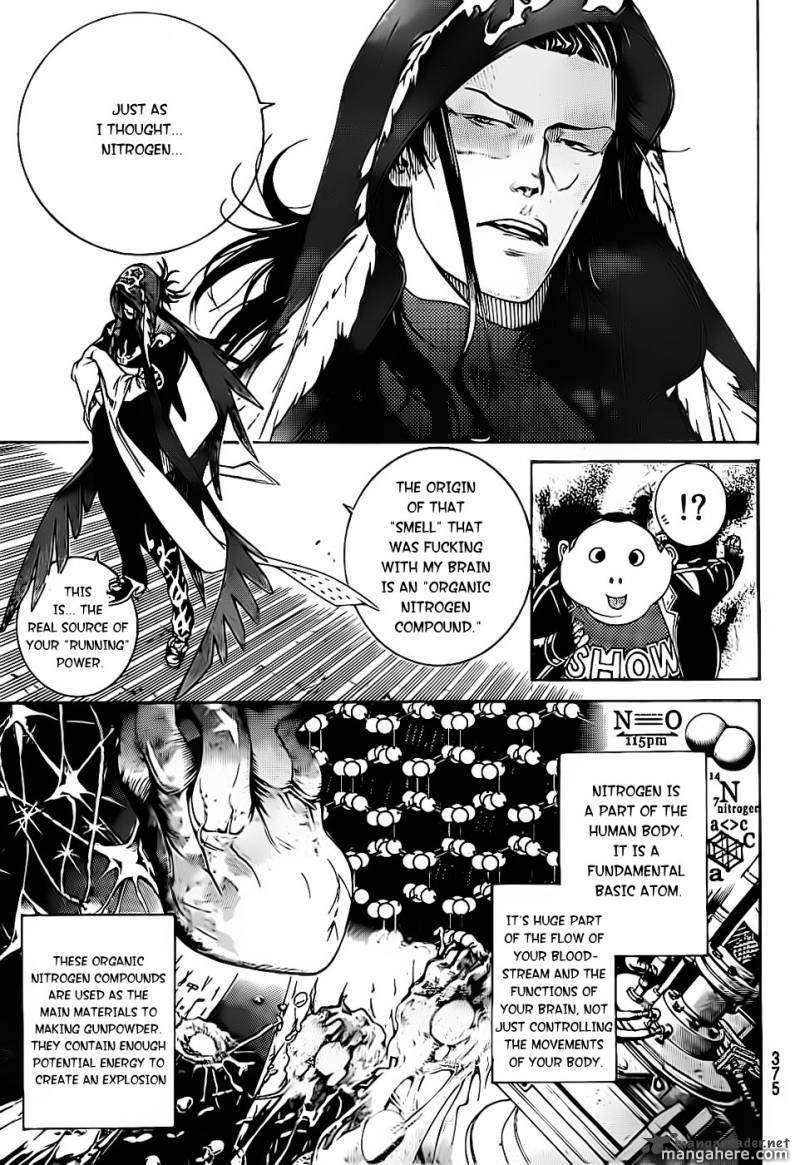 JUST AS
I THOUGHT...
NITROGEN...
!?
SHOW
THE ORIGIN
OF THAT
"SMELL" THAT
WAS FUCKING
WITH MY BRAIN
IS AN "ORGANIC
NITROGEN
COMPOUND."
THIS
IS... THE
REAL SOURCE OF
YOUR "RUNNING"
POWER.
N≡O
115pm
14
N
7 nitrogen
a<>c
C
a
NITROGEN IS
A PART OF THE
HUMAN BODY.
IT IS A
FUNDAMENTAL
BASIC ATOM.
IT'S HUGE PART
OF THE FLOW OF
YOUR BLOOD-
STREAM AND THE
FUNCTIONS OF
YOUR BRAIN, NOT
JUST CONTROLLING
THE MOVEMENTS
OF YOUR BODY.
THESE ORGANIC
NITROGEN COMPOUNDS
ARE USED AS THE
MAIN MATERIALS TO
MAKING GUNPOWDER.
THEY CONTAIN ENOUGH
POTENTIAL ENERGY TO
CREATE AN EXPLOSION
375
mangareader.net
mangahere.com